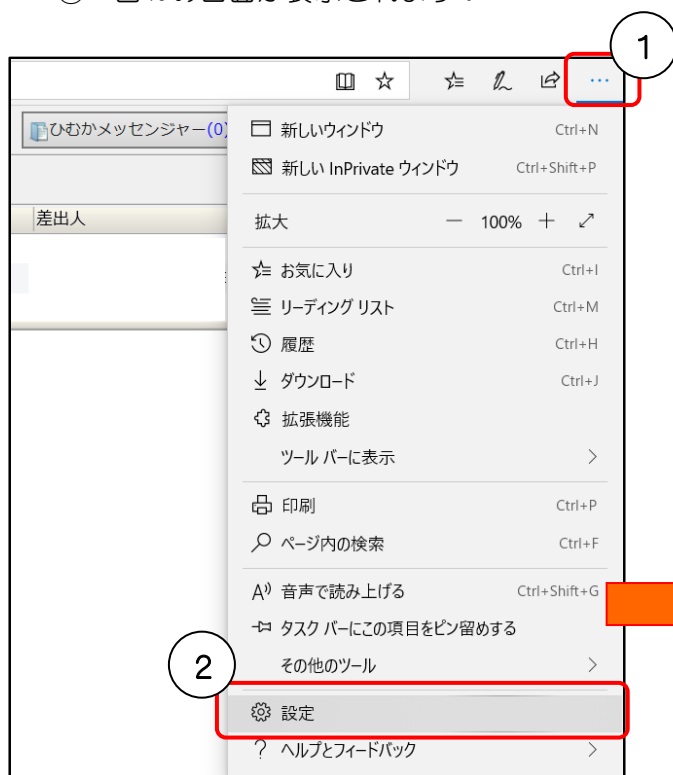 ①
ひむかメッセンジャー(0)
差出人
新しいウィンドウ Ctrl+N
新しい InPrivate ウィンドウ Ctrl+Shift+P
拡大 — 100% +
お気に入り Ctrl+I
リーディング リスト Ctrl+M
履歴 Ctrl+H
ダウンロード Ctrl+J
拡張機能
ツール バーに表示 >
印刷 Ctrl+P
ページ内の検索 Ctrl+F
音声で読み上げる Ctrl+Shift+G
タスク バーにこの項目をピン留めする
その他のツール >
②
設定
ヘルプとフィードバック >